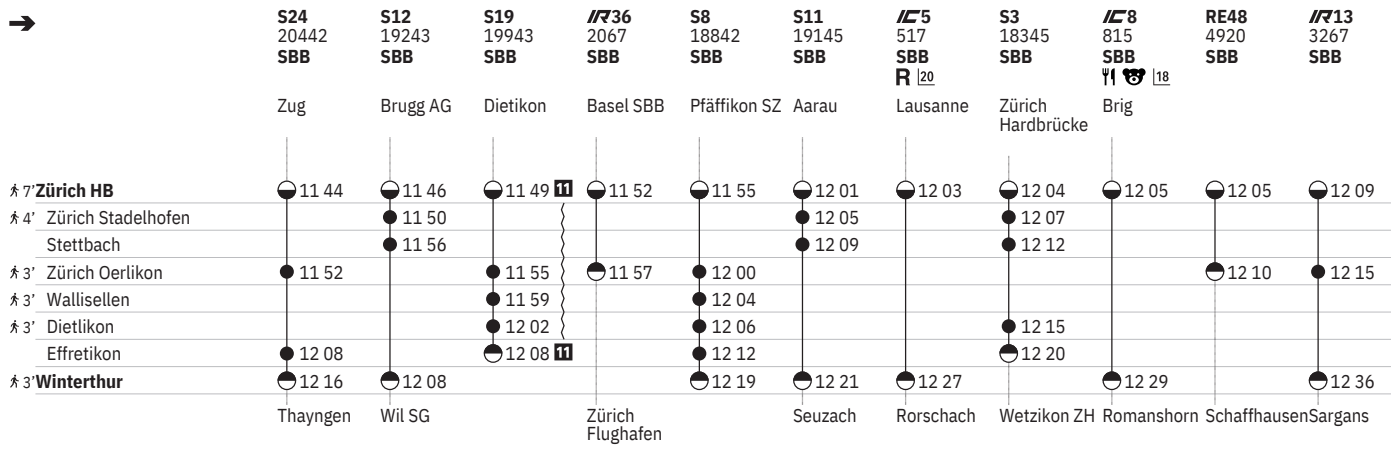 S24 S12 S19 IR36 S8 S11 IC5 S3 IC8 RE48 IR13
20442 19243 19943 2067 18842 19145 517 18345 815 4920 3267
SBB SBB SBB SBB SBB SBB SBB SBB SBB SBB SBB
R 20 18
Zug Brugg AG Dietikon Basel SBB Pfäffikon SZ Aarau Lausanne Zürich Brig
Hardbrücke
7' Zürich HB 11 44 11 46 11 49 11 11 52 11 55 12 01 12 03 12 04 12 05 12 05 12 09
4' Zürich Stadelhofen 11 50 12 05 12 07
Stettbach 11 56 12 09 12 12
3' Zürich Oerlikon 11 52 11 55 11 57 12 00 12 10 12 15
3' Wallisellen 11 59 12 04
3' Dietlikon 12 02 12 06 12 15
Effretikon 12 08 12 08 11 12 12 12 20
3' Winterthur 12 16 12 08 12 19 12 21 12 27 12 29 12 36
Thayngen Wil SG Zürich Seuzach Rorschach Wetzikon ZH Romanshorn Schaffhausen Sargans
Flughafen